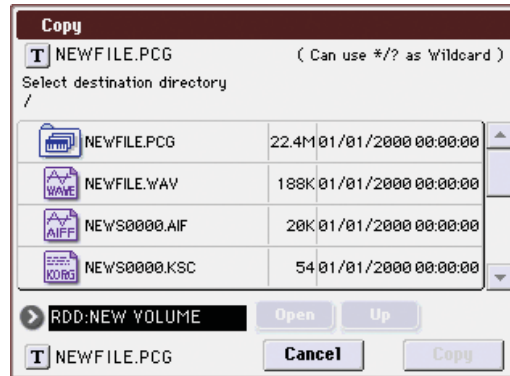 Copy
T NEWFILE.PCG ( Can use */? as Wildcard )
Select destination directory
/
NEWFILE.PCG 22.4M 01/01/2000 00:00:00
WAVE NEWFILE.WAV 188K 01/01/2000 00:00:00
AIFF NEWS0000.AIF 20K 01/01/2000 00:00:00
KORG NEWS0000.KSC 54 01/01/2000 00:00:00
RDD:NEW VOLUME Open Up
T NEWFILE.PCG Cancel Copy